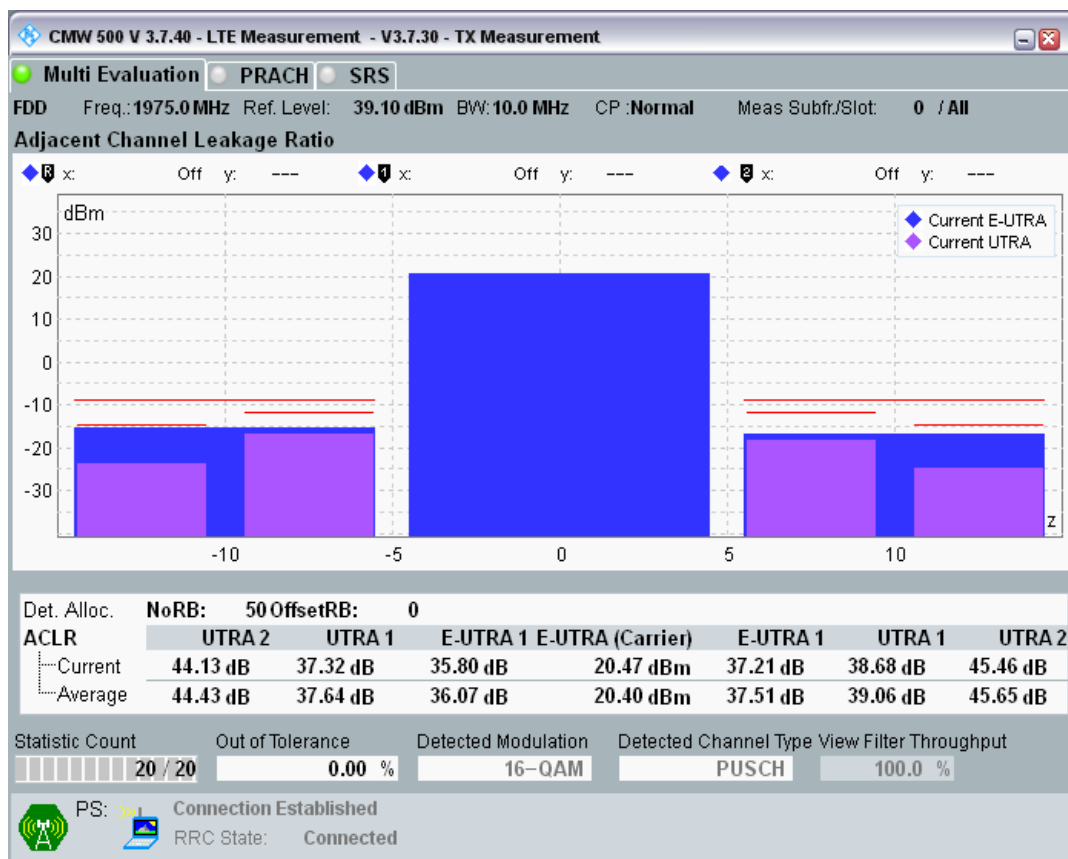 CMW 500 V 3.7.40 - LTE Measurement - V3.7.30 - TX Measurement
Multi Evaluation PRACH SRS
FDD Freq.: 1975.0 MHz Ref. Level: 39.10 dBm BW: 10.0 MHz CP :Normal Meas Subfr./Slot: 0 / All
Adjacent Channel Leakage Ratio
R x: Off y: --- 1 x: Off y: --- 2 x: Off y: ---
dBm
Current E-UTRA
Current UTRA
30
20
10
0
-10
-20
-30
z
-10 -5 0 5 10
Det. Alloc. NoRB: 50 OffsetRB: 0
ACLR UTRA 2 UTRA 1 E-UTRA 1 E-UTRA (Carrier) E-UTRA 1 UTRA 1 UTRA 2
Current 44.13 dB 37.32 dB 35.80 dB 20.47 dBm 37.21 dB 38.68 dB 45.46 dB
Average 44.43 dB 37.64 dB 36.07 dB 20.40 dBm 37.51 dB 39.06 dB 45.65 dB
Statistic Count Out of Tolerance Detected Modulation Detected Channel Type View Filter Throughput
20 / 20 0.00 % 16-QAM PUSCH 100.0 %
PS: Connection Established
RRC State: Connected